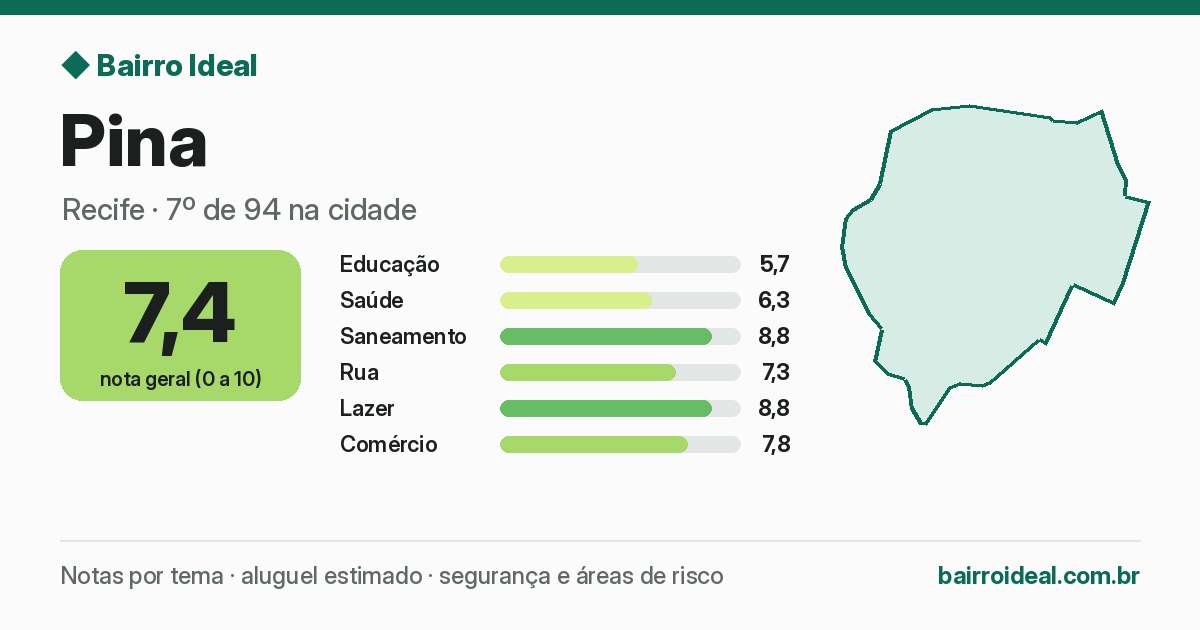 Bairro Ideal
Pina
Recife · 7º de 94 na cidade
7,4
nota geral (0 a 10)
Educação 5,7
Saúde 6,3
Saneamento 8,8
Rua 7,3
Lazer 8,8
Comércio 7,8
Notas por tema · aluguel estimado · segurança e áreas de risco
bairroideal.com.br